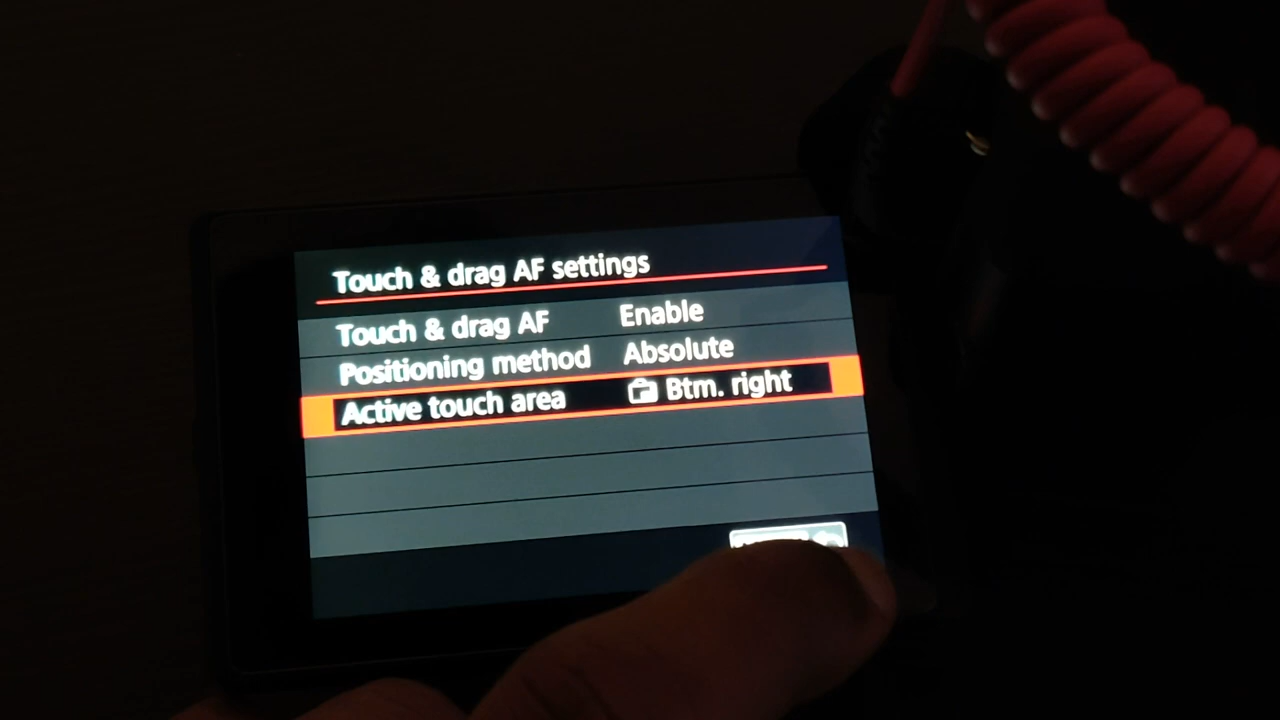 Touch & drag AF settings
Touch & drag AF Enable
Positioning method Absolute
Active touch area Btm. right